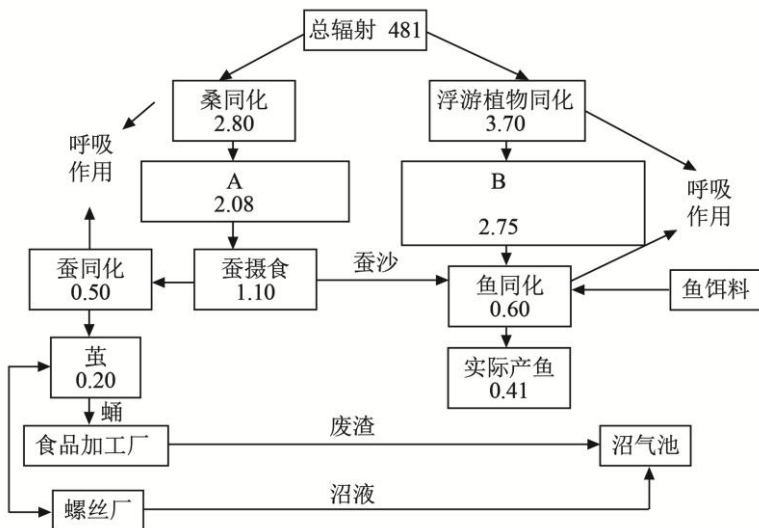 总辐射 481
桑同化
2.80
浮游植物同化
3.70
呼吸
作用
A
2.08
B
2.75
呼吸
作用
蚕同化
0.50
蚕摄食
1.10
蚕沙
鱼同化
0.60
鱼饵料
茧
0.20
实际产鱼
0.41
蛹
食品加工厂
废渣
沼气池
螺丝厂
沼液